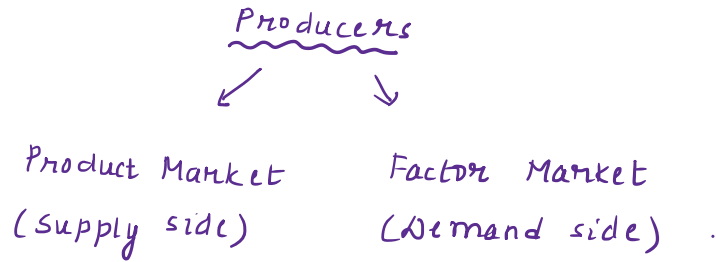 Producers
Product Market Factor Market
(Supply side) (Demand side) .